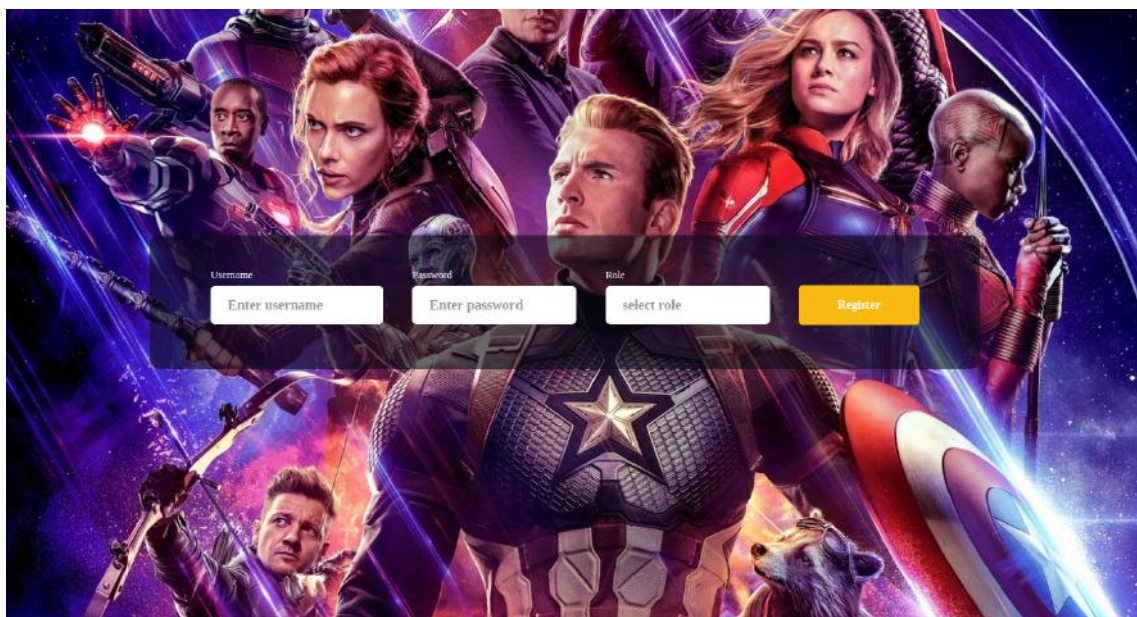 Username
Password
Role
Enter username
Enter password
select role
Register